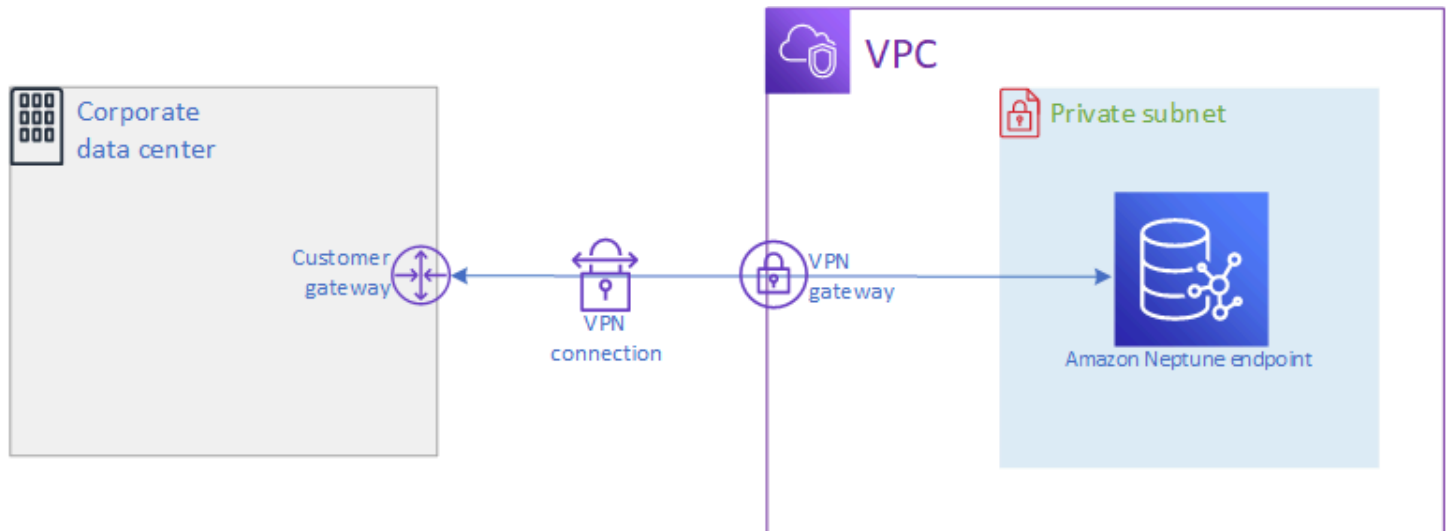 VPC
Corporate
data center
Private subnet
Customer
gateway
VPN
connection
VPN
gateway
Amazon Neptune endpoint